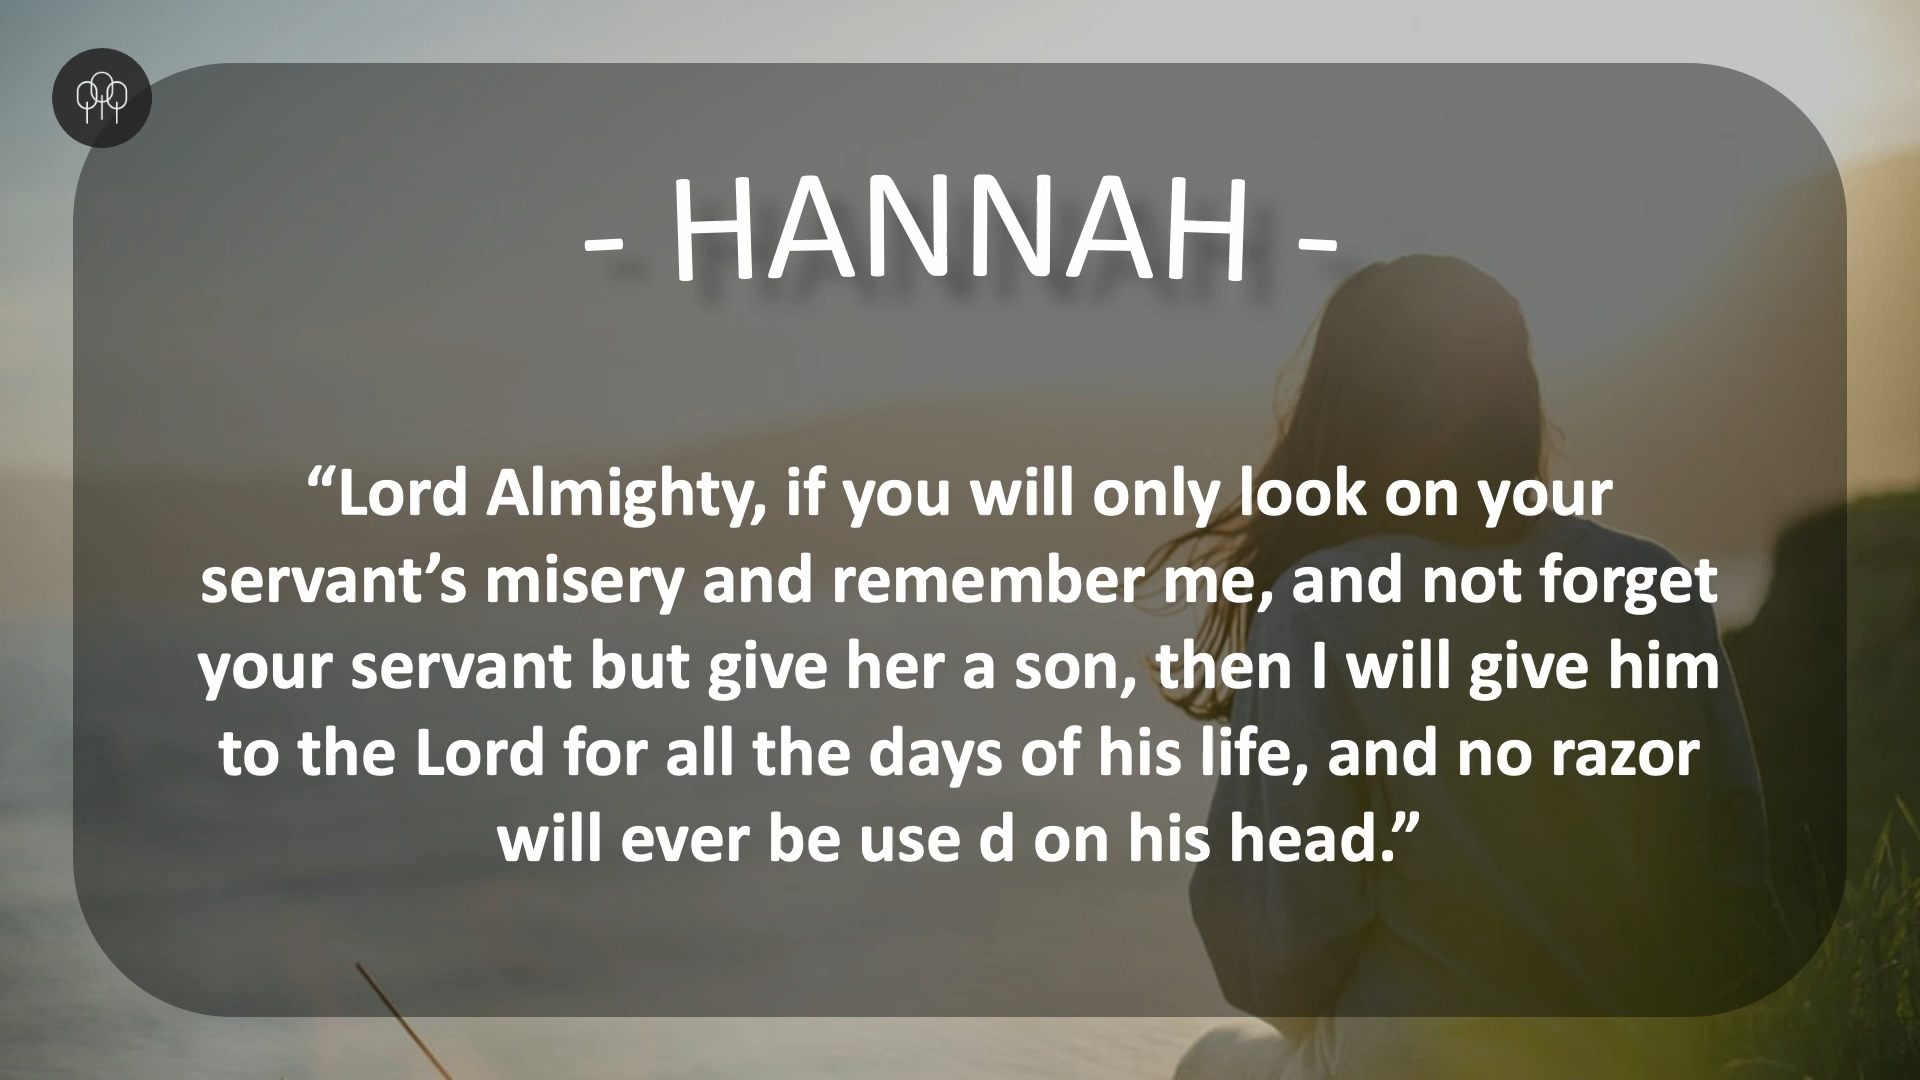 - HANNAH -
“Lord Almighty, if you will only look on your
servant’s misery and remember me, and not forget
your servant but give her a son, then I will give him
to the Lord for all the days of his life, and no razor
will ever be use d on his head.”